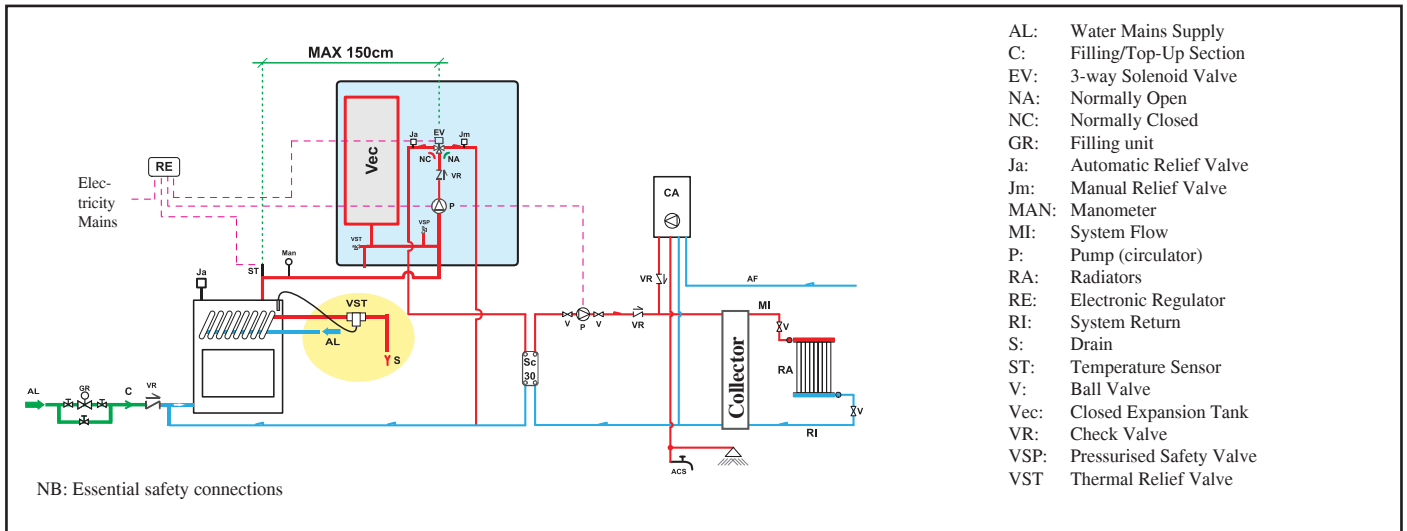 MAX 150cm
Vec
Ja
EV
Jm
NC
NA
VR
P
VSP
VST
RE
Elec-
tricity
Mains
ST
Man
Ja
VST
AL
S
AL
GR
C
VR
Sc
30
V
P
V
VR
VR
CA
AF
MI
Collector
V
RA
V
RI
ACS
NB: Essential safety connections
AL: Water Mains Supply
C: Filling/Top-Up Section
EV: 3-way Solenoid Valve
NA: Normally Open
NC: Normally Closed
GR: Filling unit
Ja: Automatic Relief Valve
Jm: Manual Relief Valve
MAN: Manometer
MI: System Flow
P: Pump (circulator)
RA: Radiators
RE: Electronic Regulator
RI: System Return
S: Drain
ST: Temperature Sensor
V: Ball Valve
Vec: Closed Expansion Tank
VR: Check Valve
VSP: Pressurised Safety Valve
VST Thermal Relief Valve